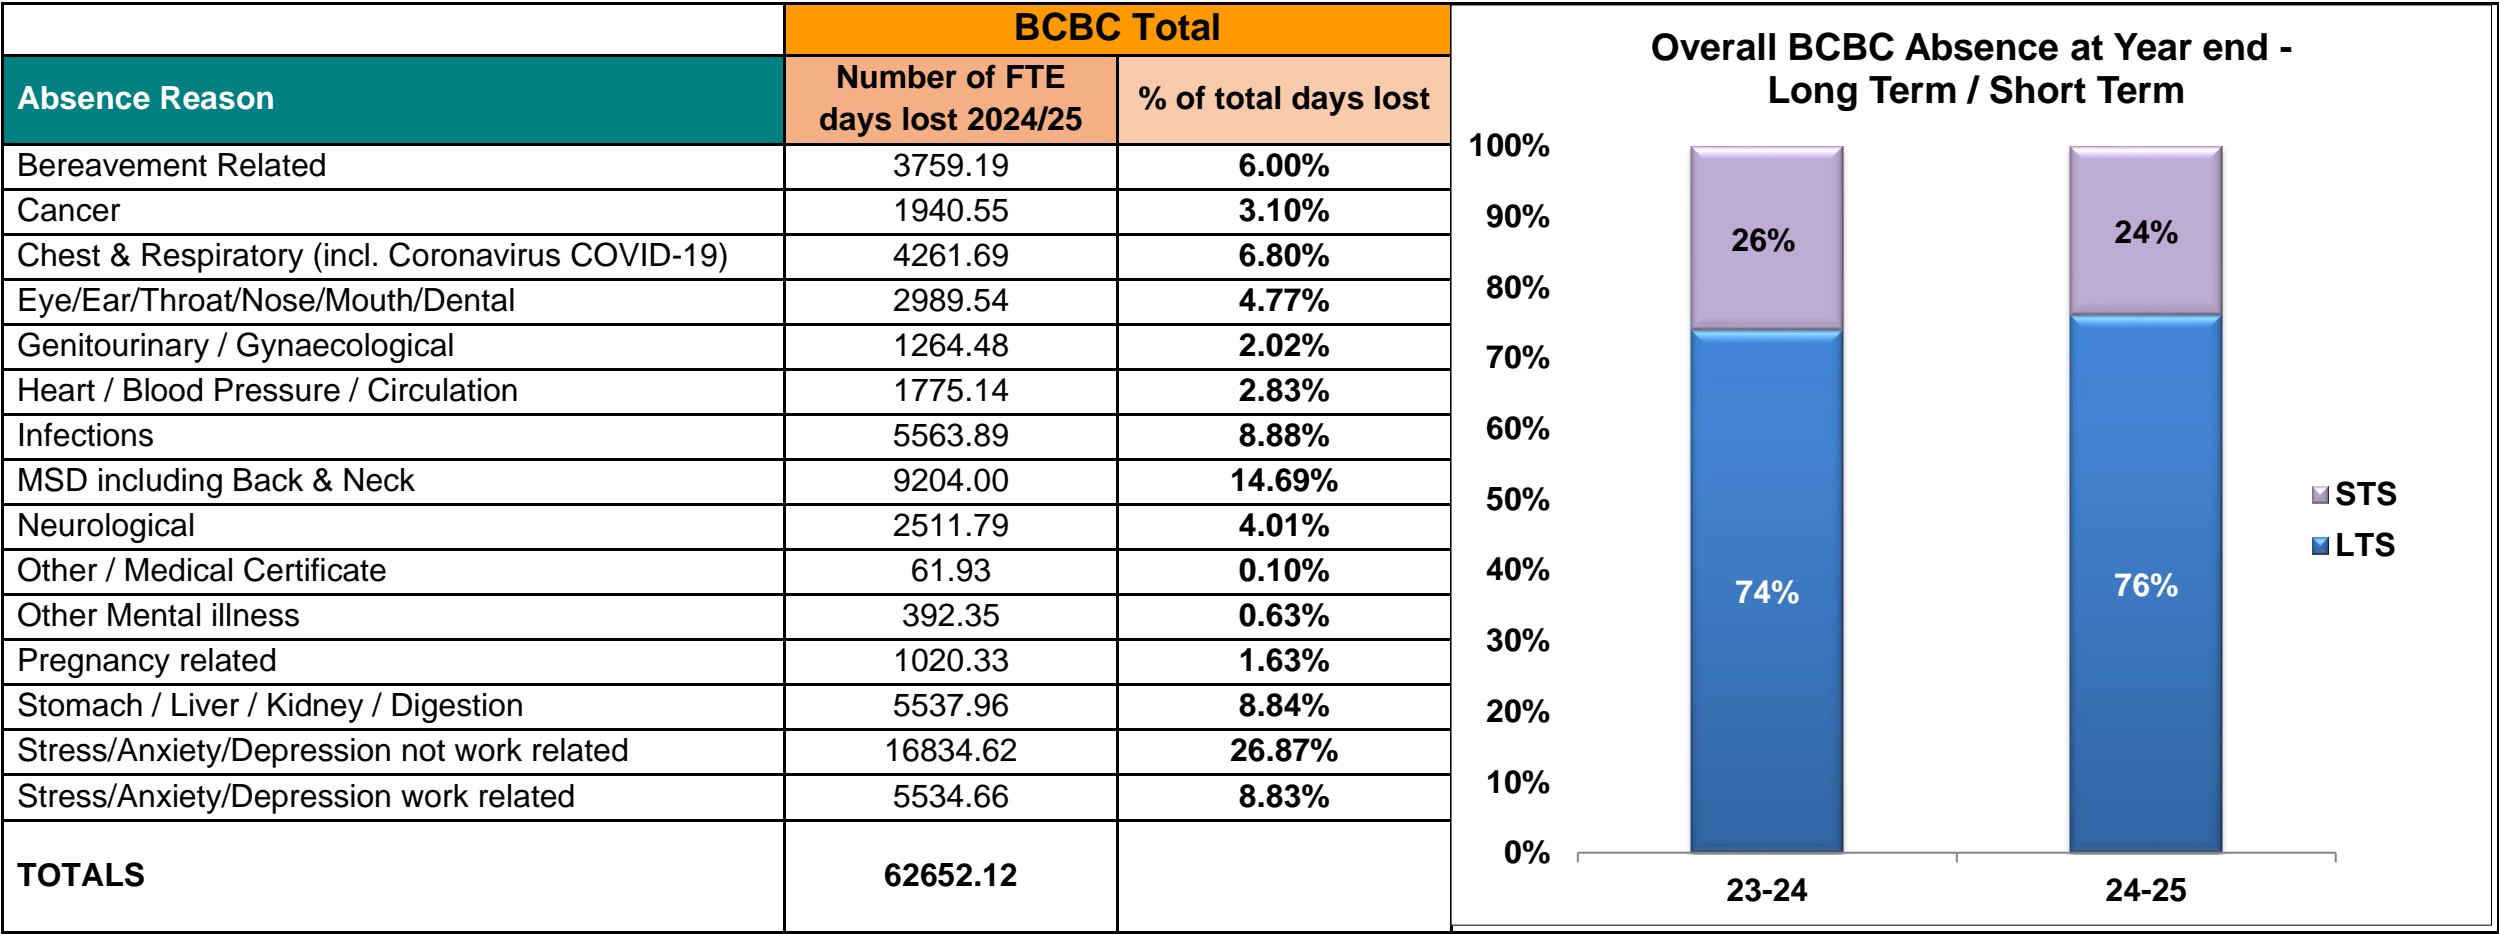 BCBC Total
Absence Reason
Number of FTE
days lost 2024/25
% of total days lost
Bereavement Related 3759.19 6.00%
Cancer 1940.55 3.10%
Chest & Respiratory (incl. Coronavirus COVID-19) 4261.69 6.80%
Eye/Ear/Throat/Nose/Mouth/Dental 2989.54 4.77%
Genitourinary / Gynaecological 1264.48 2.02%
Heart / Blood Pressure / Circulation 1775.14 2.83%
Infections 5563.89 8.88%
MSD including Back & Neck 9204.00 14.69%
Neurological 2511.79 4.01%
Other / Medical Certificate 61.93 0.10%
Other Mental illness 392.35 0.63%
Pregnancy related 1020.33 1.63%
Stomach / Liver / Kidney / Digestion 5537.96 8.84%
Stress/Anxiety/Depression not work related 16834.62 26.87%
Stress/Anxiety/Depression work related 5534.66 8.83%
TOTALS 62652.12
Overall BCBC Absence at Year end -
Long Term / Short Term
100%
90%
80%
70%
60%
50%
40%
30%
20%
10%
0%
26%
24%
74%
76%
STS
LTS
23-24
24-25